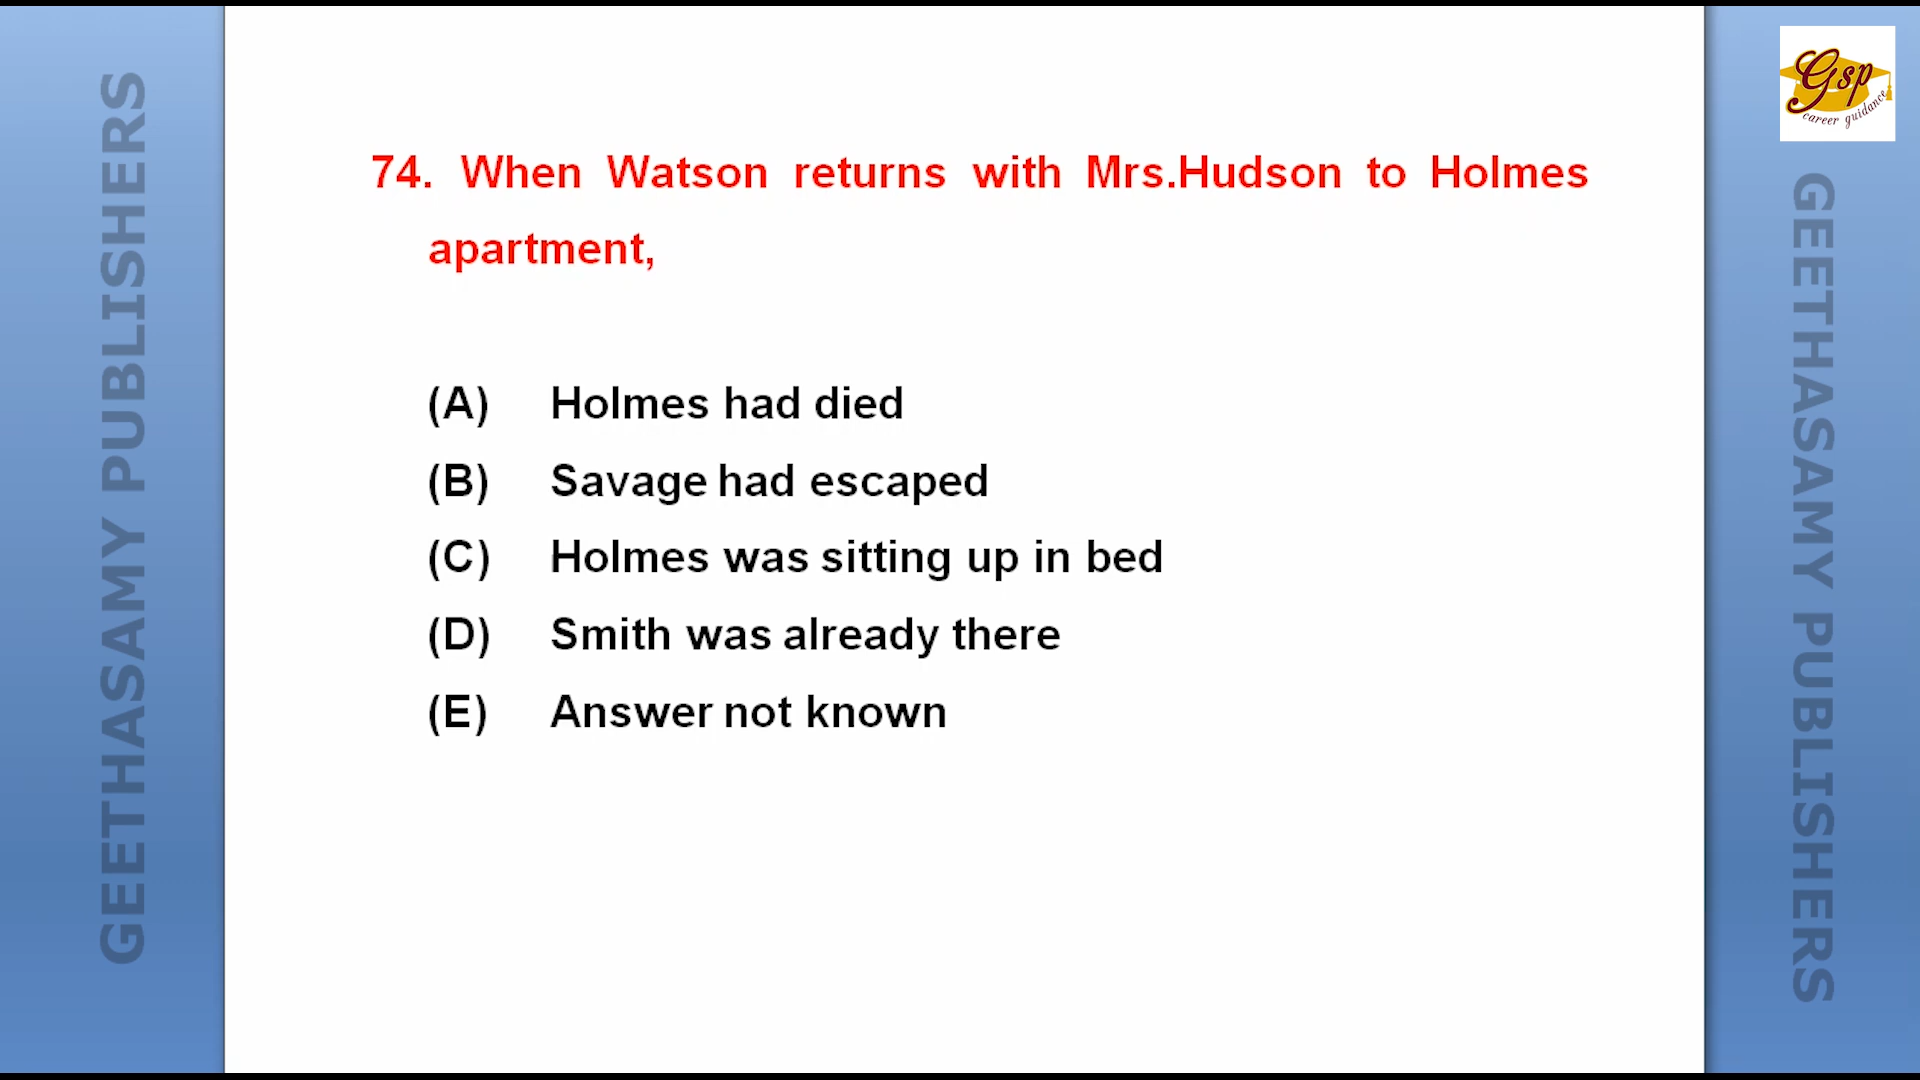 GEETHASAMY PUBLISHERS
Gsp
career guidance
GEETHASAMY PUBLISHERS
74. When Watson returns with Mrs.Hudson to Holmes
apartment,
(A) Holmes had died
(B) Savage had escaped
(C) Holmes was sitting up in bed
(D) Smith was already there
(E) Answer not known